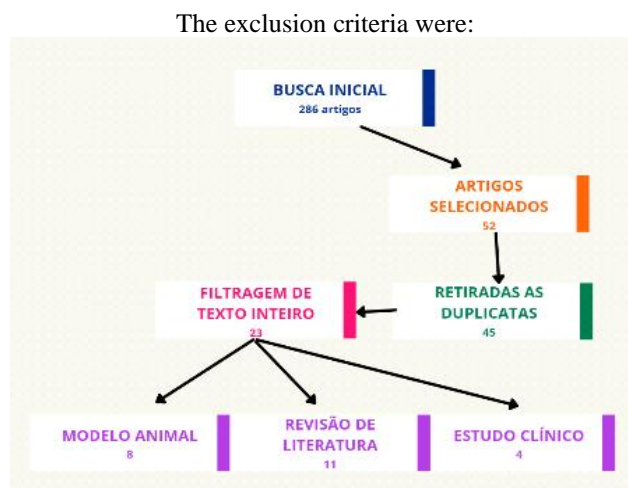 The exclusion criteria were:
BUSCA INICIAL
286 artigos
ARTIGOS
SELECIONADOS
52
RETIRADAS AS
DUPLICATAS
45
FILTRAGEM DE
TEXTO INTEIRO
23
MODELO ANIMAL
8
REVISÃO DE
LITERATURA
11
ESTUDO CLÍNICO
4